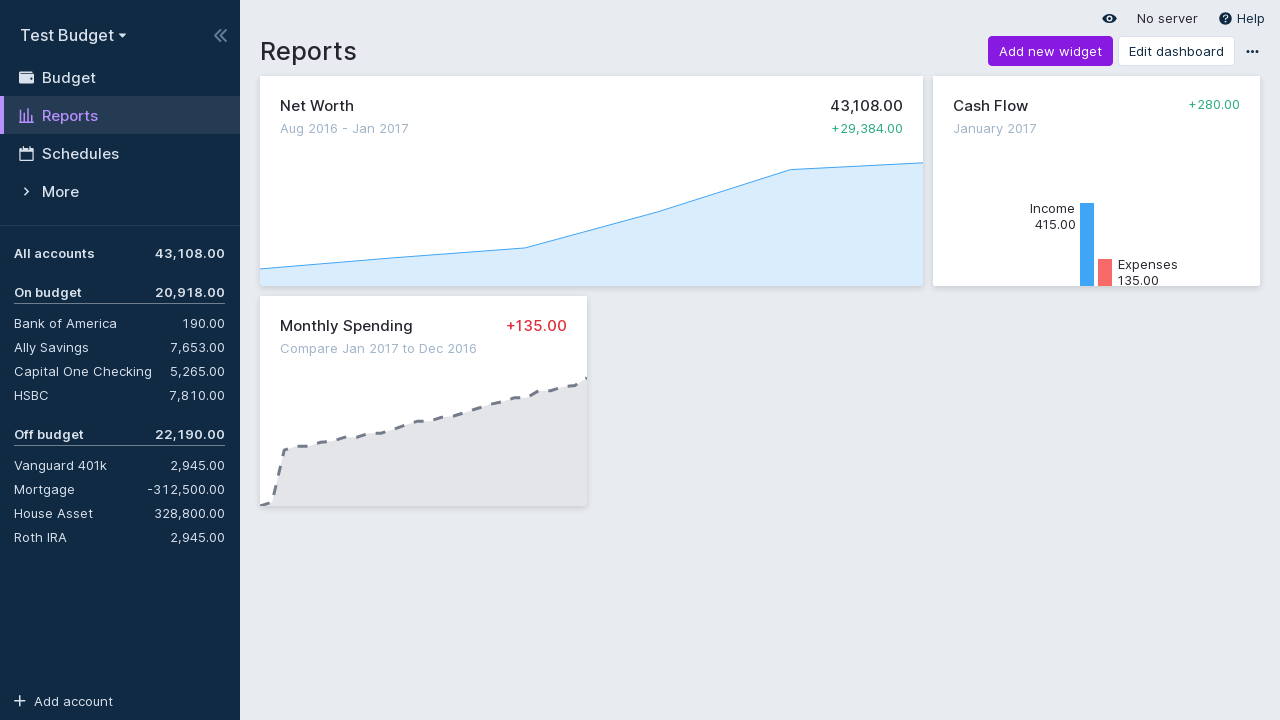 Test Budget
Budget
Reports
Schedules
More
All accounts 43,108.00
On budget 20,918.00
Bank of America 190.00
Ally Savings 7,653.00
Capital One Checking 5,265.00
HSBC 7,810.00
Off budget 22,190.00
Vanguard 401k 2,945.00
Mortgage -312,500.00
House Asset 328,800.00
Roth IRA 2,945.00
Add account
No server
Help
Reports
Add new widget
Edit dashboard
Net Worth 43,108.00
Aug 2016 - Jan 2017 +29,384.00
Cash Flow +280.00
January 2017
Income
415.00
Expenses
135.00
Monthly Spending +135.00
Compare Jan 2017 to Dec 2016